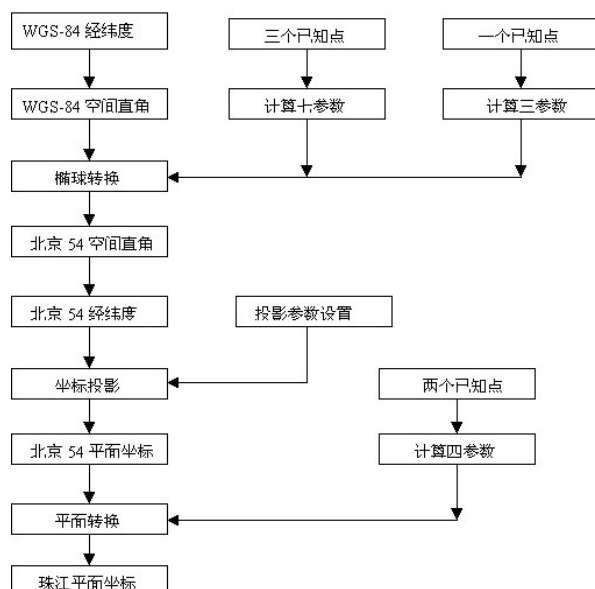 WGS-84 经纬度
三个已知点
一个已知点
WGS-84 空间直角
计算七参数
计算三参数
椭球转换
北京 54 空间直角
北京 54 经纬度
投影参数设置
坐标投影
两个已知点
北京 54 平面坐标
计算四参数
平面转换
珠江平面坐标